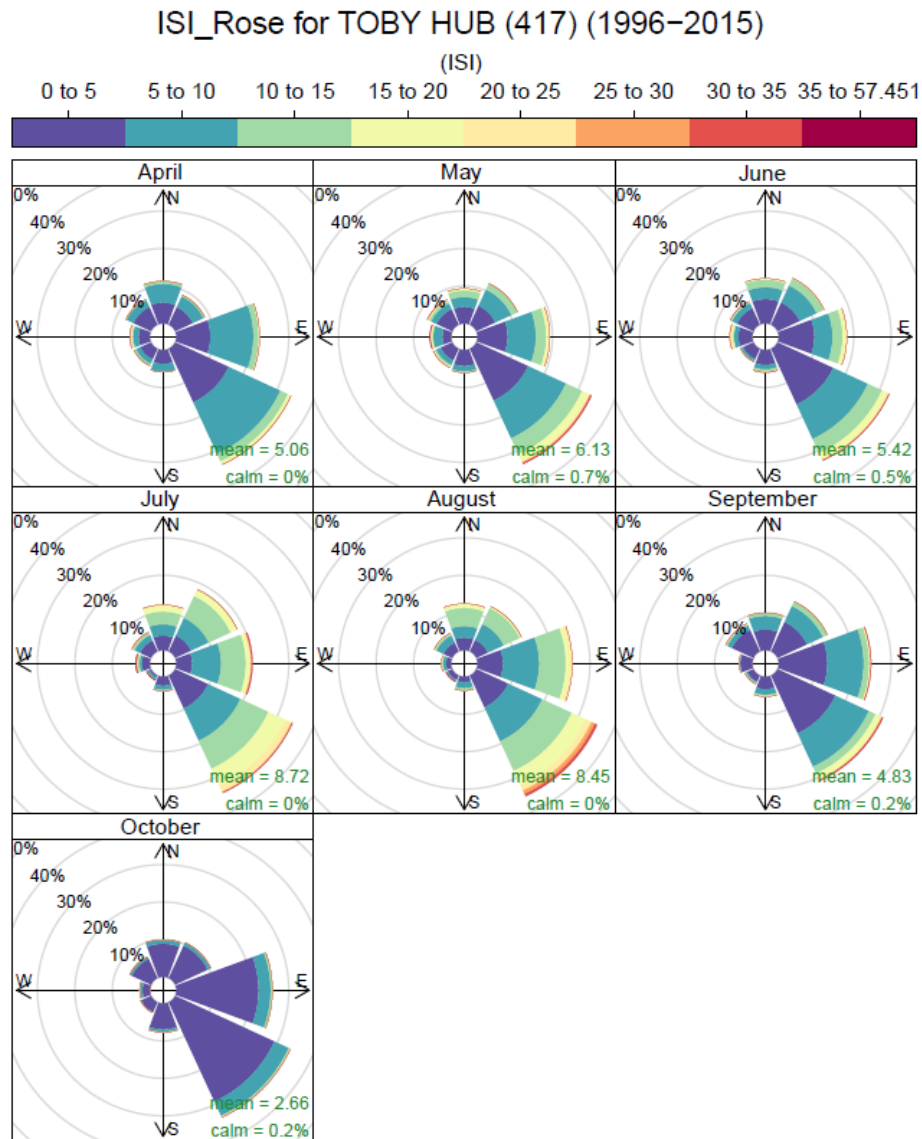 ISI_Rose for TOBY HUB (417) (1996−2015)
(ISI)
0 to 5 5 to 10 10 to 15 15 to 20 20 to 25 25 to 30 30 to 35 35 to 57.451
April May June
0% 0% 0%
N N N
40% 40% 40%
30% 30% 30%
20% 20% 20%
10% 10% 10%
W E W E W E
mean = 5.06 mean = 6.13 mean = 5.42
S S S
calm = 0% calm = 0.7% calm = 0.5%
July August September
0% 0% 0%
N N N
40% 40% 40%
30% 30% 30%
20% 20% 20%
10% 10% 10%
W E W E W E
mean = 8.72 mean = 8.45 mean = 4.83
S S S
calm = 0% calm = 0% calm = 0.2%
October
0%
N
40%
30%
20%
10%
W E
mean = 2.66
S
calm = 0.2%